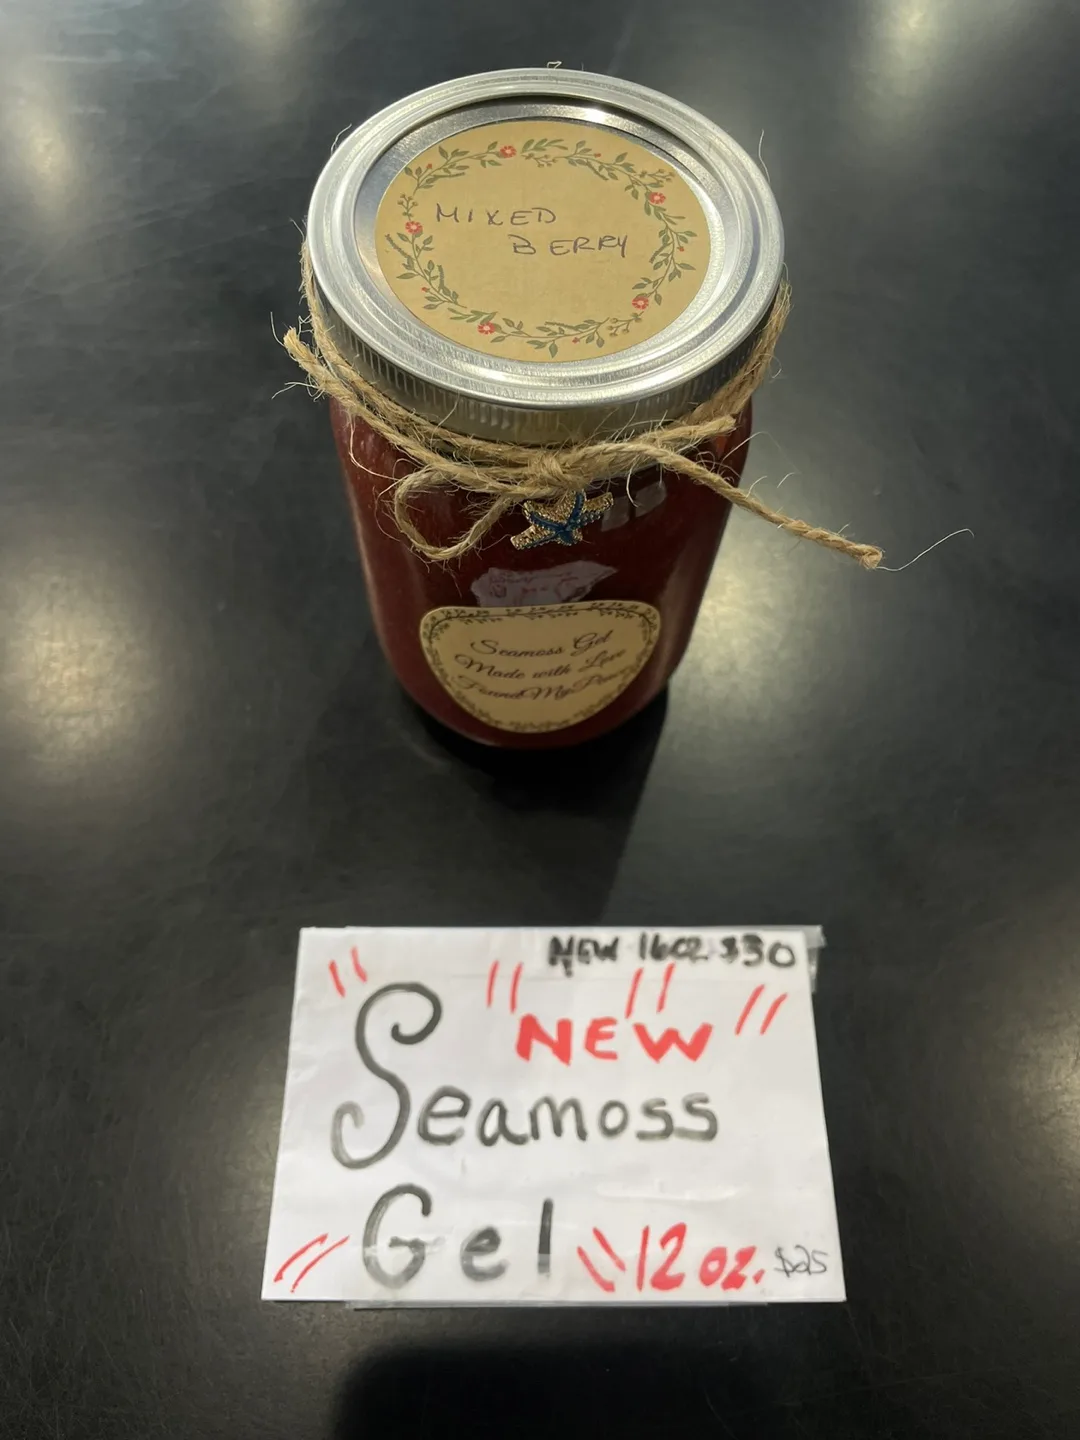 MIXED
BERRY
Seamoss Gel
Made with Love
NEW 16oz. $30
"NEW"
Seamoss
Gel 12 oz. $25